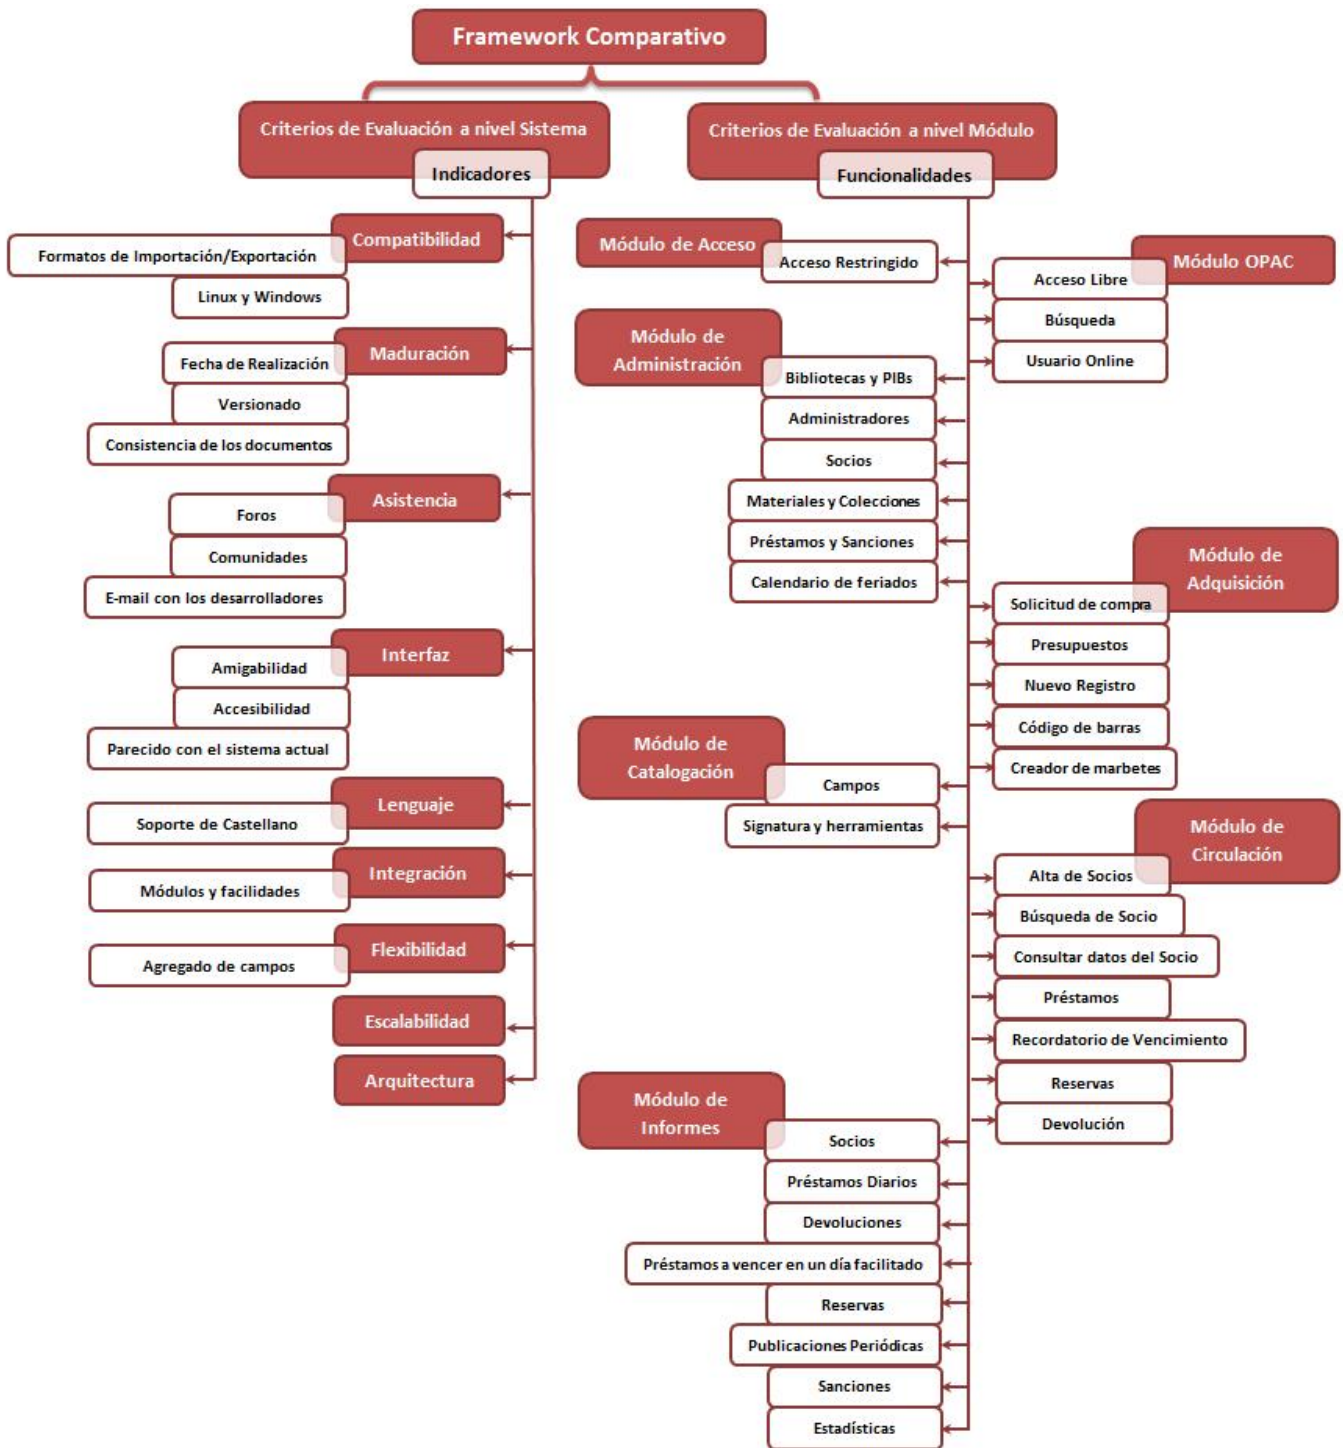 Framework Comparativo
Criterios de Evaluación a nivel Sistema
Indicadores
Compatibilidad
Formatos de Importación/Exportación
Linux y Windows
Maduración
Fecha de Realización
Versionado
Consistencia de los documentos
Asistencia
Foros
Comunidades
E-mail con los desarrolladores
Interfaz
Amigabilidad
Accesibilidad
Parecido con el sistema actual
Lenguaje
Soporte de Castellano
Integración
Módulos y facilidades
Flexibilidad
Agregado de campos
Escalabilidad
Arquitectura
Criterios de Evaluación a nivel Módulo
Funcionalidades
Módulo de Acceso
Acceso Restringido
Módulo OPAC
Acceso Libre
Búsqueda
Usuario Online
Módulo de
Administración
Bibliotecas y PIBs
Administradores
Socios
Materiales y Colecciones
Préstamos y Sanciones
Calendario de feriados
Módulo de
Adquisición
Solicitud de compra
Presupuestos
Nuevo Registro
Código de barras
Creador de marbetes
Módulo de
Catalogación
Campos
Signatura y herramientas
Módulo de
Circulación
Alta de Socios
Búsqueda de Socio
Consultar datos del Socio
Préstamos
Recordatorio de Vencimiento
Reservas
Devolución
Módulo de
Informes
Socios
Préstamos Diarios
Devoluciones
Préstamos a vencer en un día facilitado
Reservas
Publicaciones Periódicas
Sanciones
Estadísticas